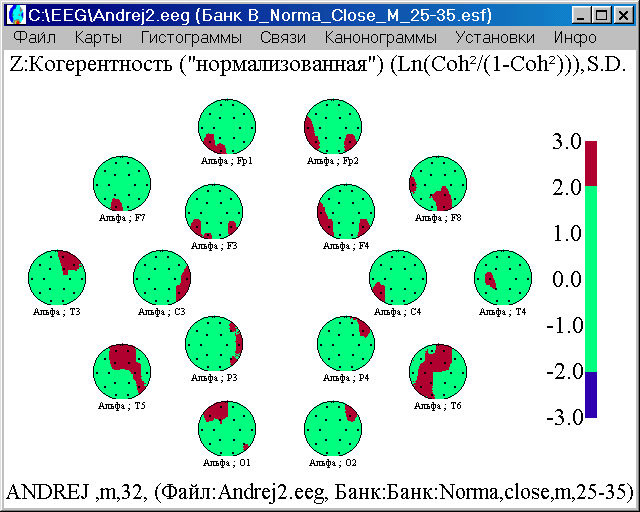 C:\EEG\Andrej2.eeg (Банк B_Norma_Close_M_25-35.esf)
Файл Карты Гистограммы Связи Канонограммы Установки Инфо
Z:Когерентность ("нормализованная") (Ln(Coh²/(1-Coh²))),S.D.
Альфа ; Fp1
Альфа ; Fp2
Альфа ; F7
Альфа ; F3
Альфа ; F4
Альфа ; F8
Альфа ; T3
Альфа ; C3
Альфа ; C4
Альфа ; T4
Альфа ; T5
Альфа ; P3
Альфа ; P4
Альфа ; T6
Альфа ; O1
Альфа ; O2
3.0
2.0
1.0
0.0
-1.0
-2.0
-3.0
ANDREJ ,m,32, (Файл:Andrej2.eeg, Банк:Банк:Norma,close,m,25-35)